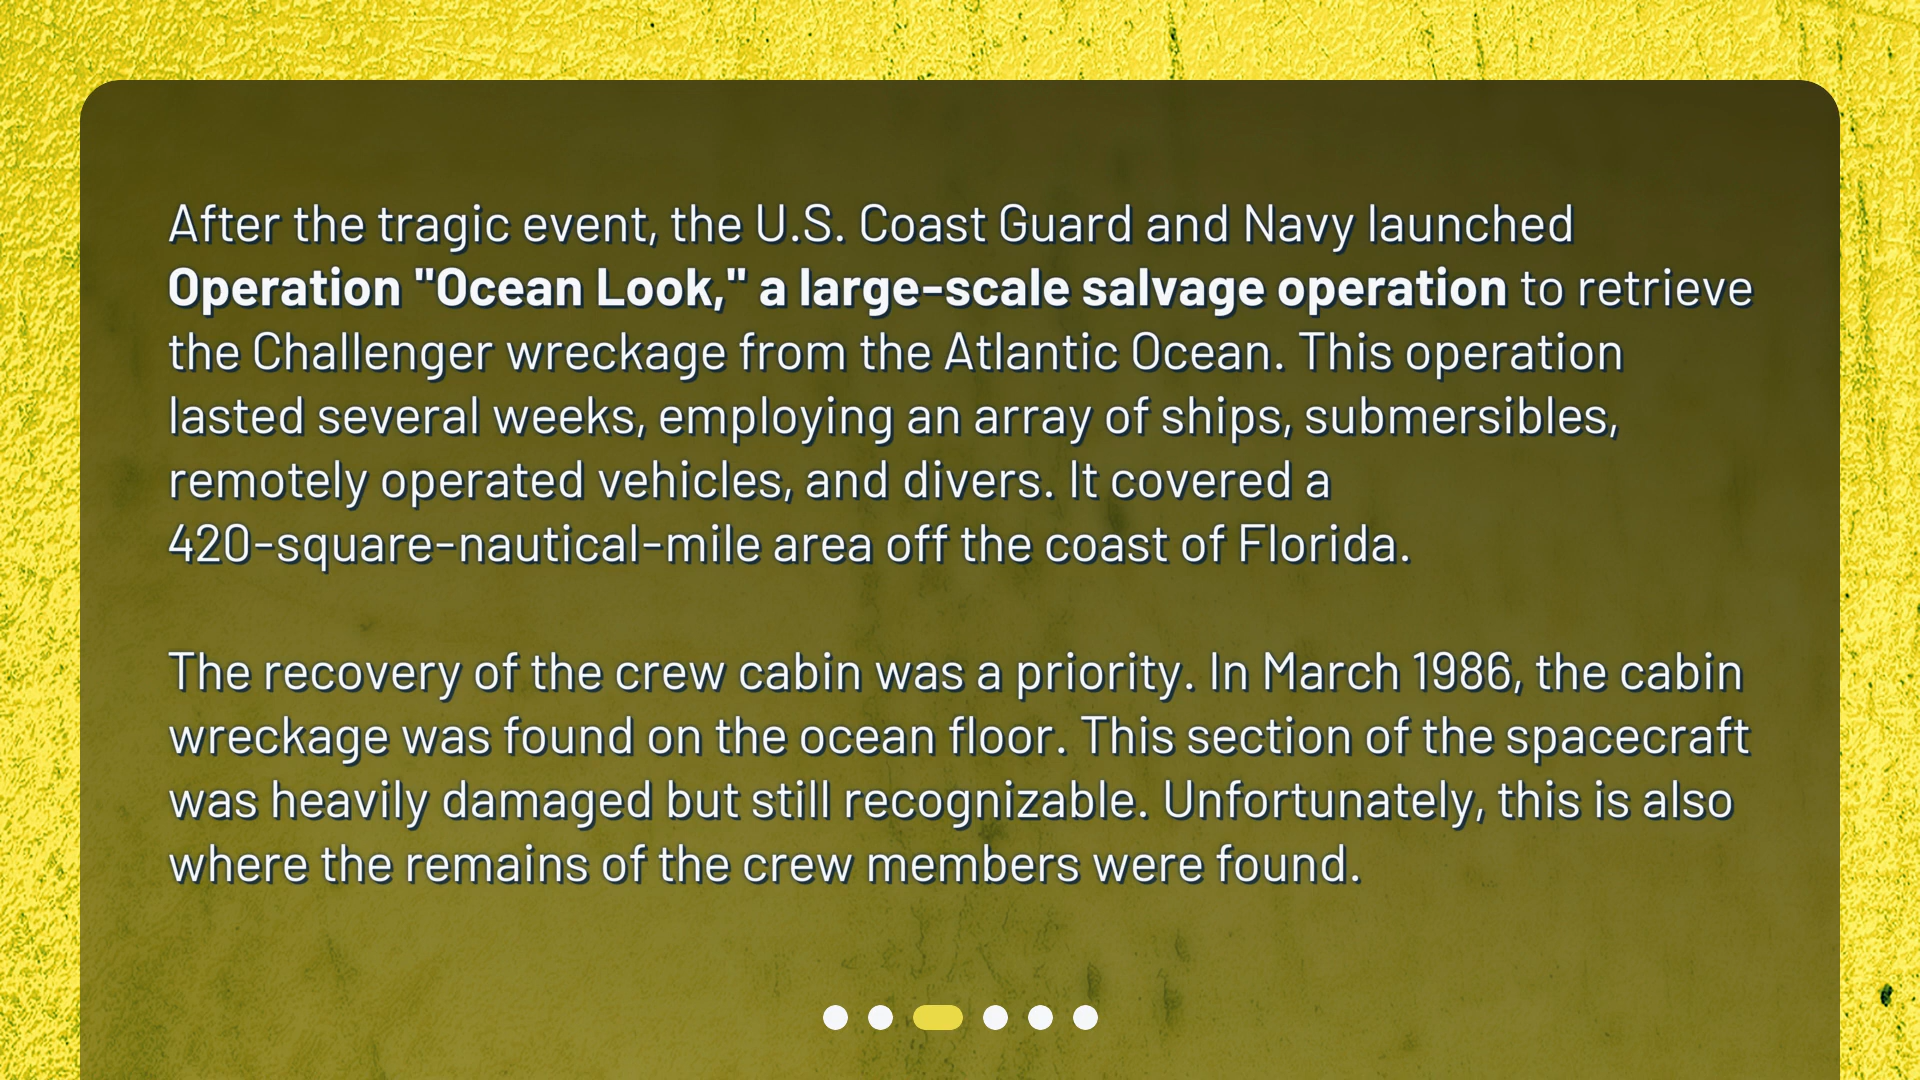 After the tragic event, the U.S. Coast Guard and Navy launched
Operation "Ocean Look," a large-scale salvage operation to retrieve
the Challenger wreckage from the Atlantic Ocean. This operation
lasted several weeks, employing an array of ships, submersibles,
remotely operated vehicles, and divers. It covered a
420-square-nautical-mile area off the coast of Florida.
The recovery of the crew cabin was a priority. In March 1986, the cabin
wreckage was found on the ocean floor. This section of the spacecraft
was heavily damaged but still recognizable. Unfortunately, this is also
where the remains of the crew members were found.